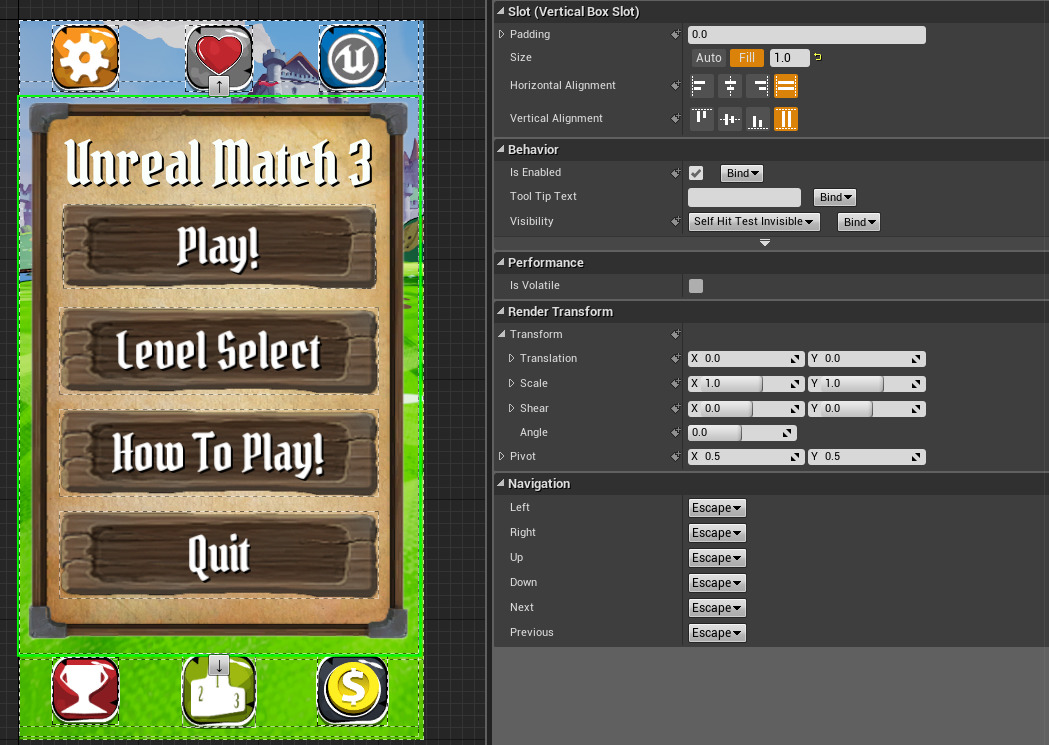 Unreal Match 3
Play!
Level Select
How To Play!
Quit
2 1 3
$
Slot (Vertical Box Slot)
Padding 0.0
Size Auto Fill 1.0
Horizontal Alignment
Vertical Alignment
Behavior
Is Enabled Bind
Tool Tip Text Bind
Visibility Self Hit Test Invisible Bind
Performance
Is Volatile
Render Transform
Transform
Translation X 0.0 Y 0.0
Scale X 1.0 Y 1.0
Shear X 0.0 Y 0.0
Angle 0.0
Pivot X 0.5 Y 0.5
Navigation
Left Escape
Right Escape
Up Escape
Down Escape
Next Escape
Previous Escape